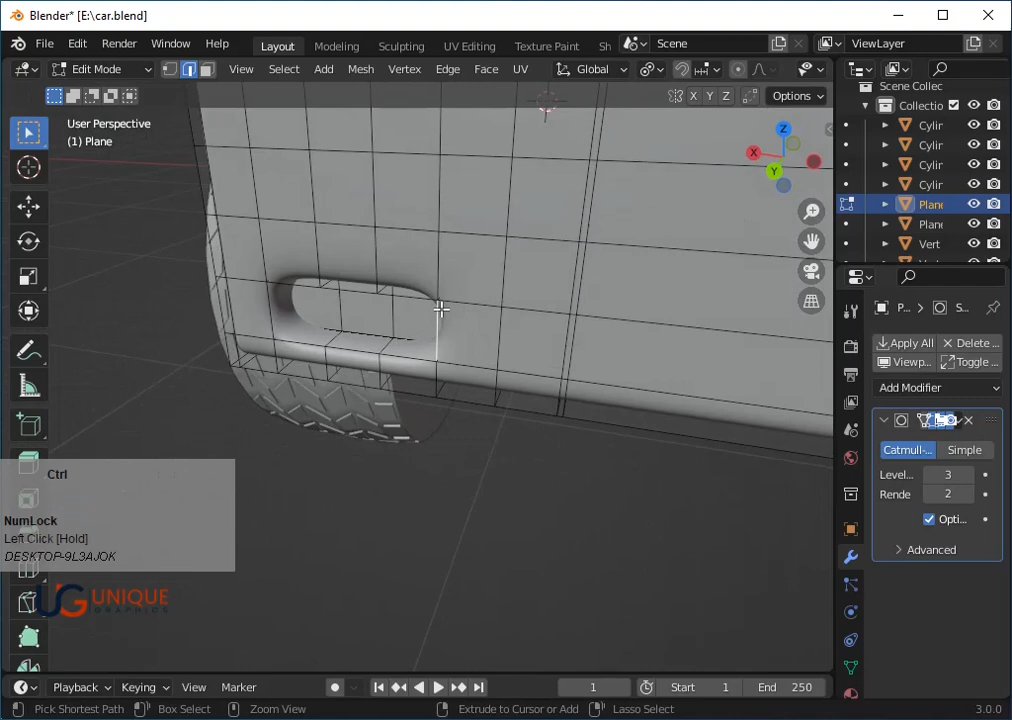 Blender* [E:\car.blend]
File Edit Render Window Help Layout Modeling Sculpting UV Editing Texture Paint Sh Scene ViewLayer
Edit Mode View Select Add Mesh Vertex Edge Face UV Global
X Y Z Options
Scene Collec
Collectio
User Perspective
(1) Plane
Cylin
Cylin
Cylin
Cylin
Plane
Plane
Vert
Z
X
Y
P... S...
Apply All Delete ...
Viewp... Toggle ...
Add Modifier
Catmull-... Simple
Level... 3
Rende 2
Opti...
Advanced
Ctrl
NumLock
Left Click [Hold]
DESKTOP-9L3AJOK
UG UNIQUE
GRAPHICS
Playback Keying View Marker 1 Start 1 End 250
Pick Shortest Path Box Select Zoom View Extrude to Cursor or Add Lasso Select 3.0.0